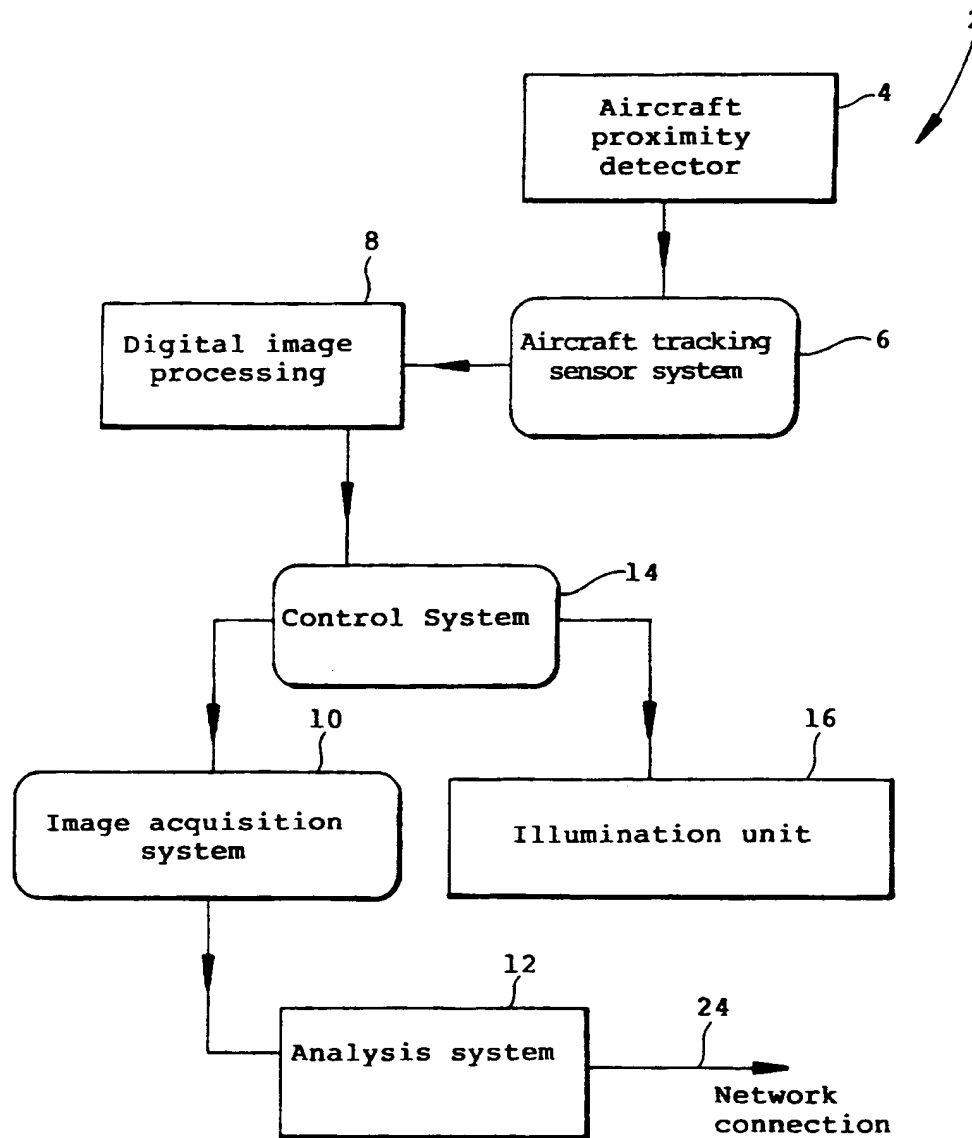 2
Aircraft
proximity
detector
4
8
Digital image
processing
Aircraft tracking
sensor system
6
Control System
14
10
16
Image acquisition
system
Illumination unit
12
Analysis system
24
Network
connection